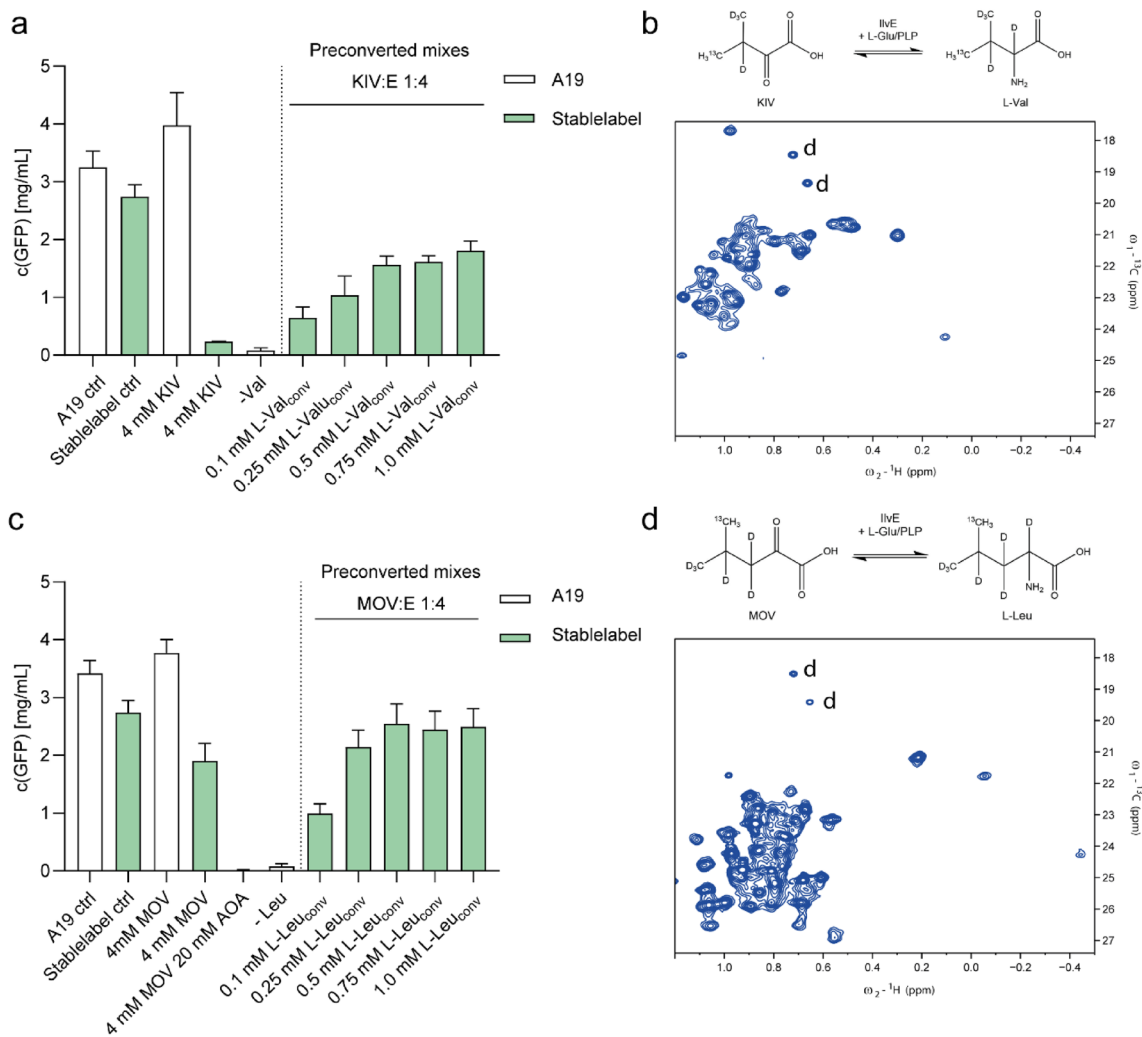 a
Preconverted mixes
KIV:E 1:4
A19
Stablelabel
c(GFP) [mg/mL]
5
4
3
2
1
0
A19 ctrl
Stablelabel ctrl
4 mM KIV
4 mM KIV
-Val
0.1 mM L-Valconv
0.25 mM L-Valuconv
0.5 mM L-Valconv
0.75 mM L-Valconv
1.0 mM L-Valconv
b
D3C
O
H313C
OH
D
O
KIV
IlvE
+ L-Glu/PLP
D3C
D
O
H313C
OH
D
NH2
L-Val
d
d
18
19
20
21
22
23
24
25
26
27
ω1 - 13C (ppm)
1.0 0.8 0.6 0.4 0.2 0.0 −0.2 −0.4
ω2 - 1H (ppm)
c
Preconverted mixes
MOV:E 1:4
A19
Stablelabel
c(GFP) [mg/mL]
5
4
3
2
1
0
A19 ctrl
Stablelabel ctrl
4mM MOV
4 mM MOV
4 mM MOV 20 mM AOA
- Leu
0.1 mM L-Leuconv
0.25 mM L-Leuconv
0.5 mM L-Leuconv
0.75 mM L-Leuconv
1.0 mM L-Leuconv
d
13CH3
D
O
OH
D3C
D
D
O
MOV
IlvE
+ L-Glu/PLP
13CH3
D
D
OH
D3C
D
D
NH2
O
L-Leu
d
d
18
19
20
21
22
23
24
25
26
27
ω1 - 13C (ppm)
1.0 0.8 0.6 0.4 0.2 0.0 −0.2 −0.4
ω2 - 1H (ppm)